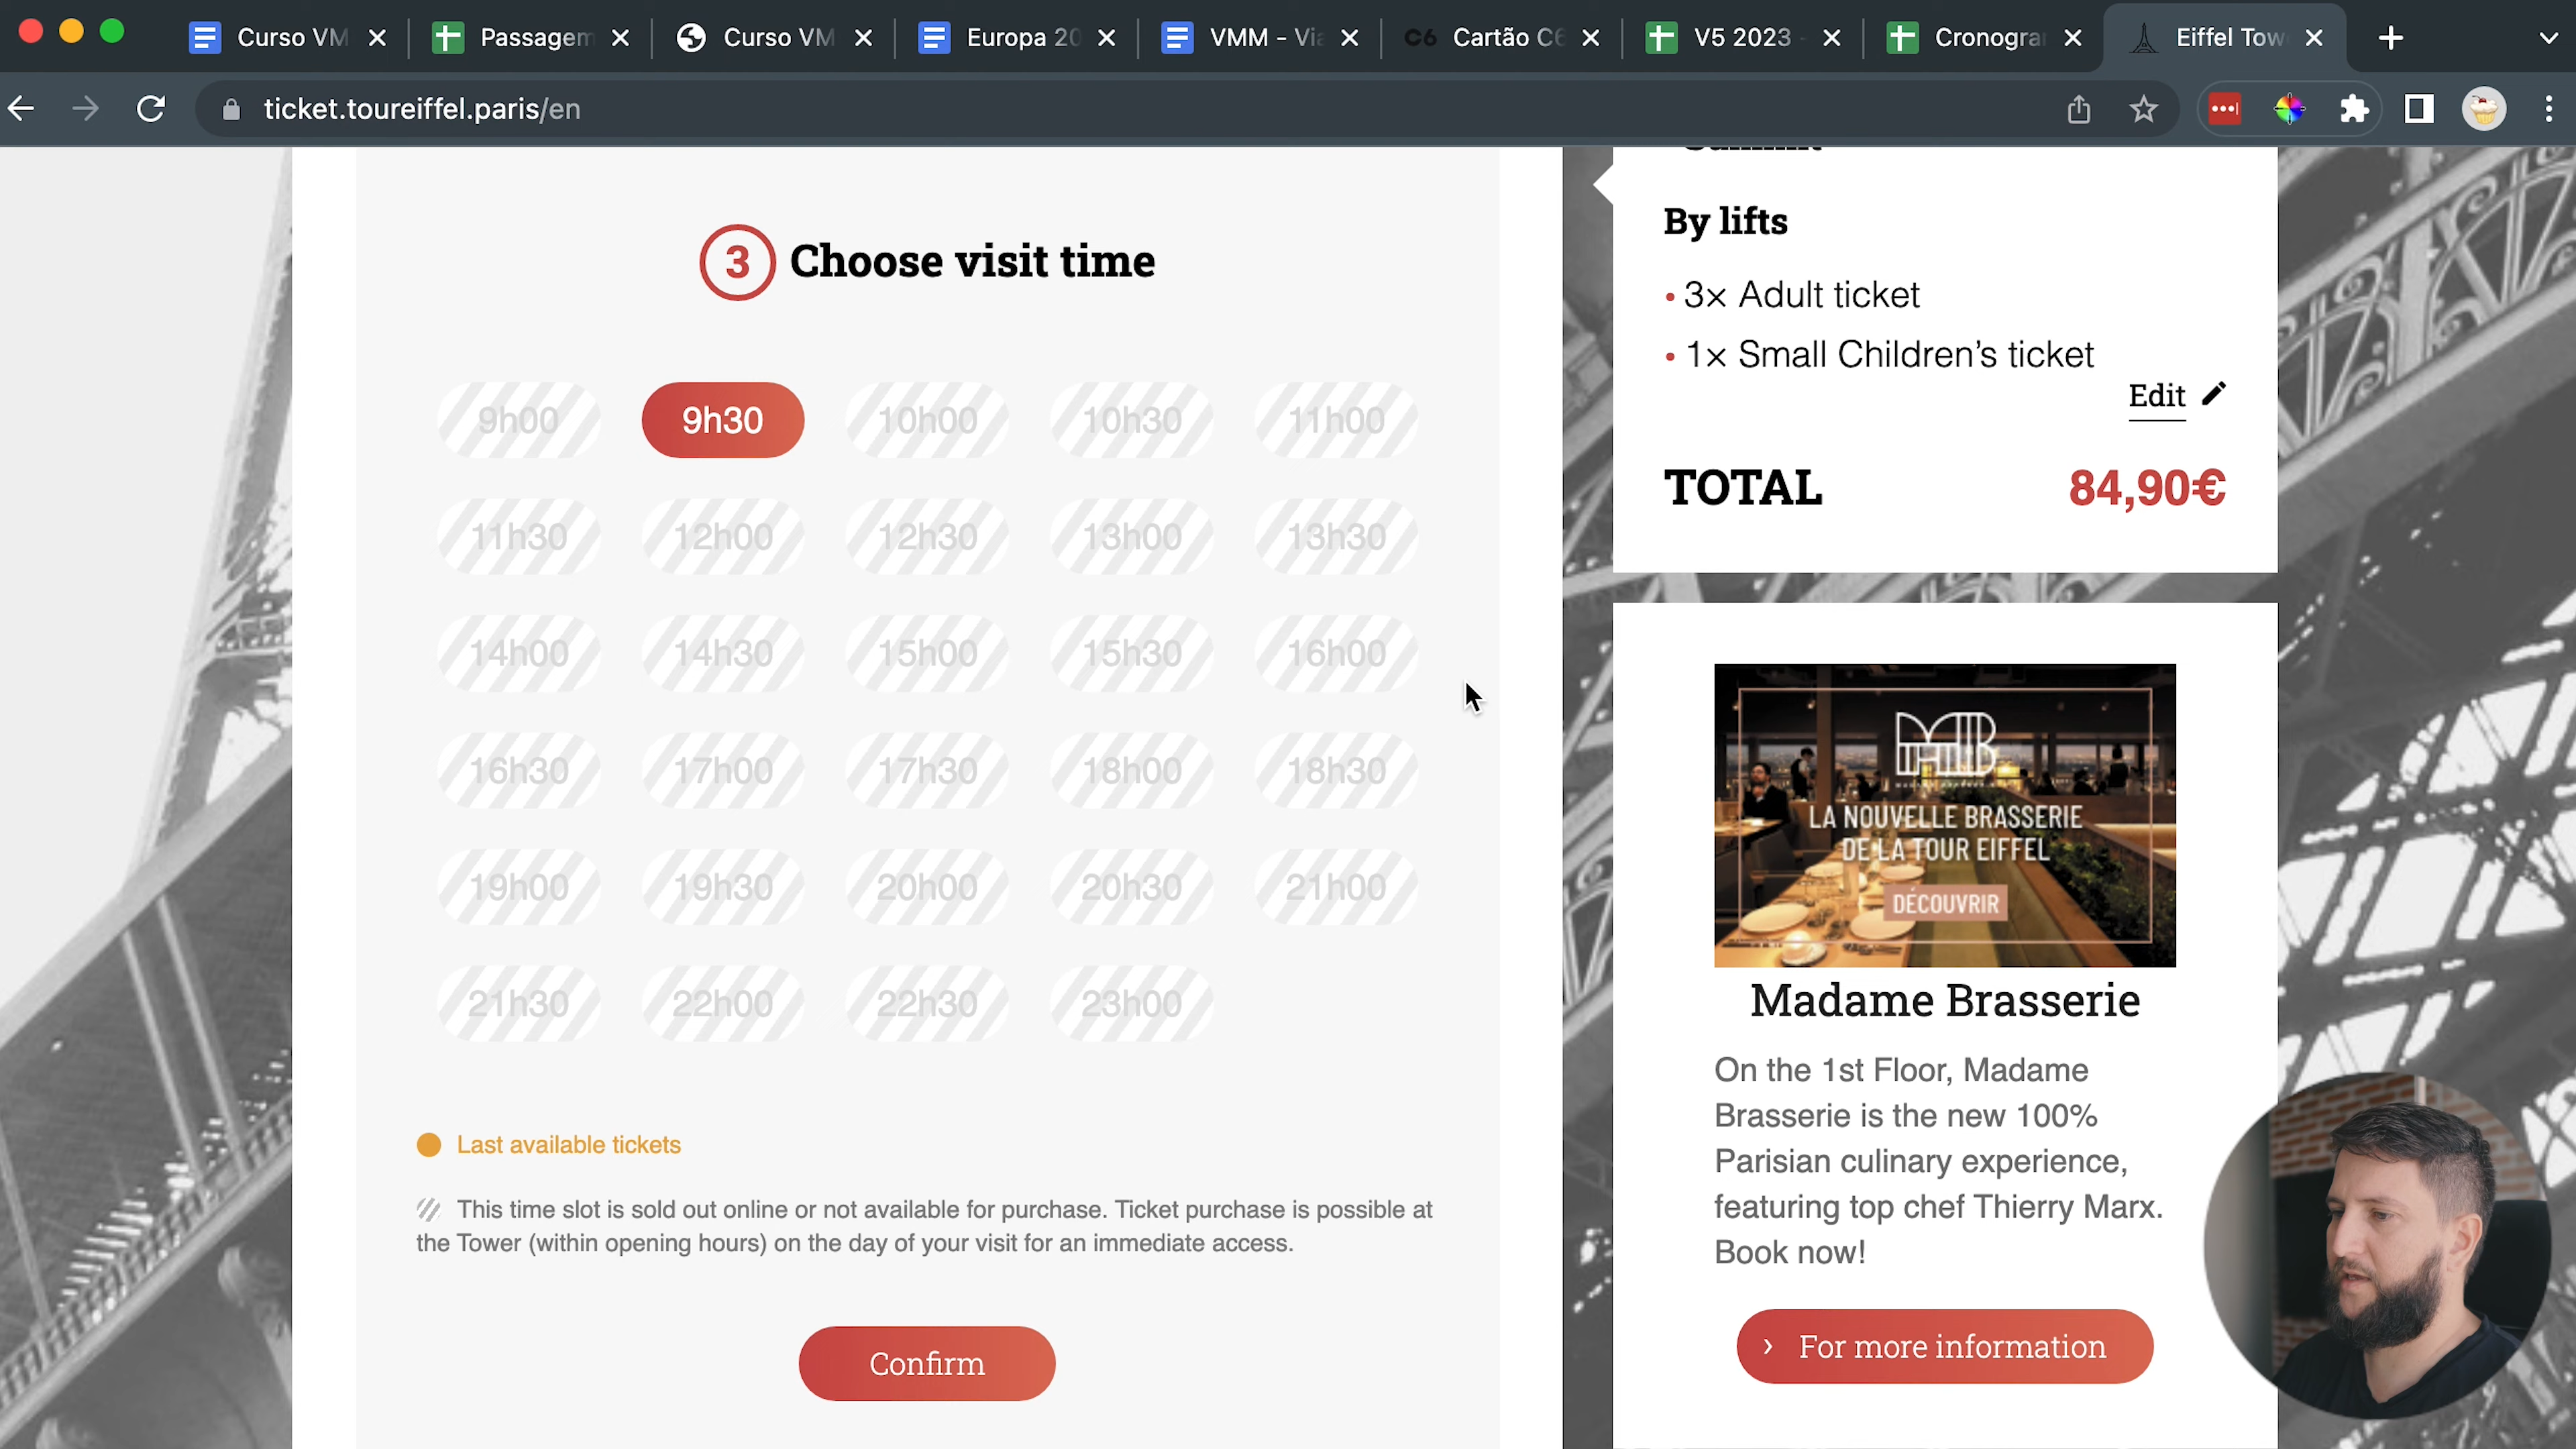 Curso VM
Passagem
Curso VM
Europa 20
VMM - Via
C6 Cartão C6
V5 2023 -
Cronogra
Eiffel Tow
ticket.toureiffel.paris/en
3 Choose visit time
9h00 9h30 10h00 10h30 11h00
11h30 12h00 12h30 13h00 13h30
14h00 14h30 15h00 15h30 16h00
16h30 17h00 17h30 18h00 18h30
19h00 19h30 20h00 20h30 21h00
21h30 22h00 22h30 23h00
Last available tickets
This time slot is sold out online or not available for purchase. Ticket purchase is possible at
the Tower (within opening hours) on the day of your visit for an immediate access.
Confirm
Summit
By lifts
• 3× Adult ticket
• 1× Small Children's ticket
Edit
TOTAL 84,90€
LA NOUVELLE BRASSERIE
DE LA TOUR EIFFEL
DÉCOUVRIR
Madame Brasserie
On the 1st Floor, Madame
Brasserie is the new 100%
Parisian culinary experience,
featuring top chef Thierry Marx.
Book now!
› For more information